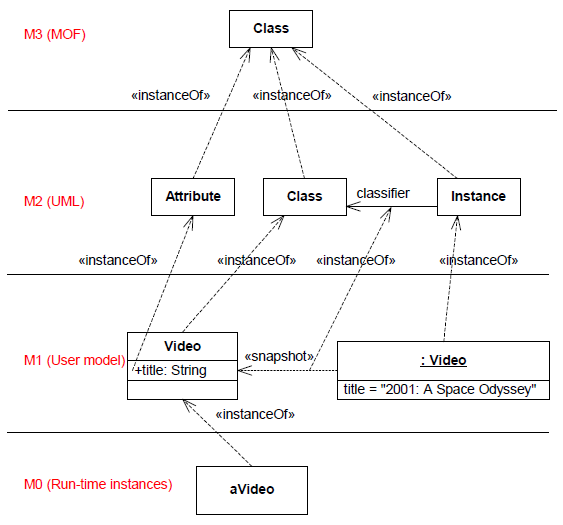 M3 (MOF)
Class
«instanceOf»
«instanceOf»
«instanceOf»
M2 (UML)
Attribute
Class
classifier
Instance
«instanceOf»
«instanceOf»
«instanceOf»
«instanceOf»
M1 (User model)
Video
+title: String
«snapshot»
: Video
title = "2001: A Space Odyssey"
«instanceOf»
M0 (Run-time instances)
aVideo